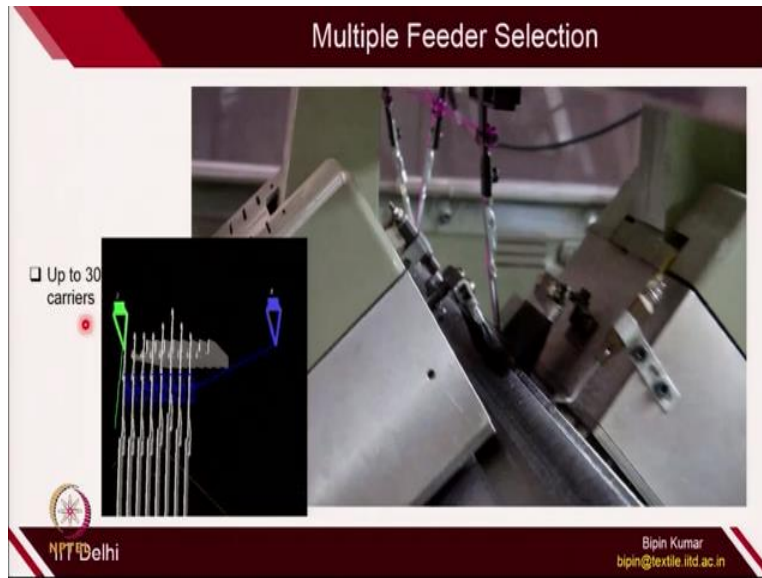 Multiple Feeder Selection
Up to 30
carriers
NPTEL
IIT Delhi
Bipin Kumar
bipin@textile.iitd.ac.in